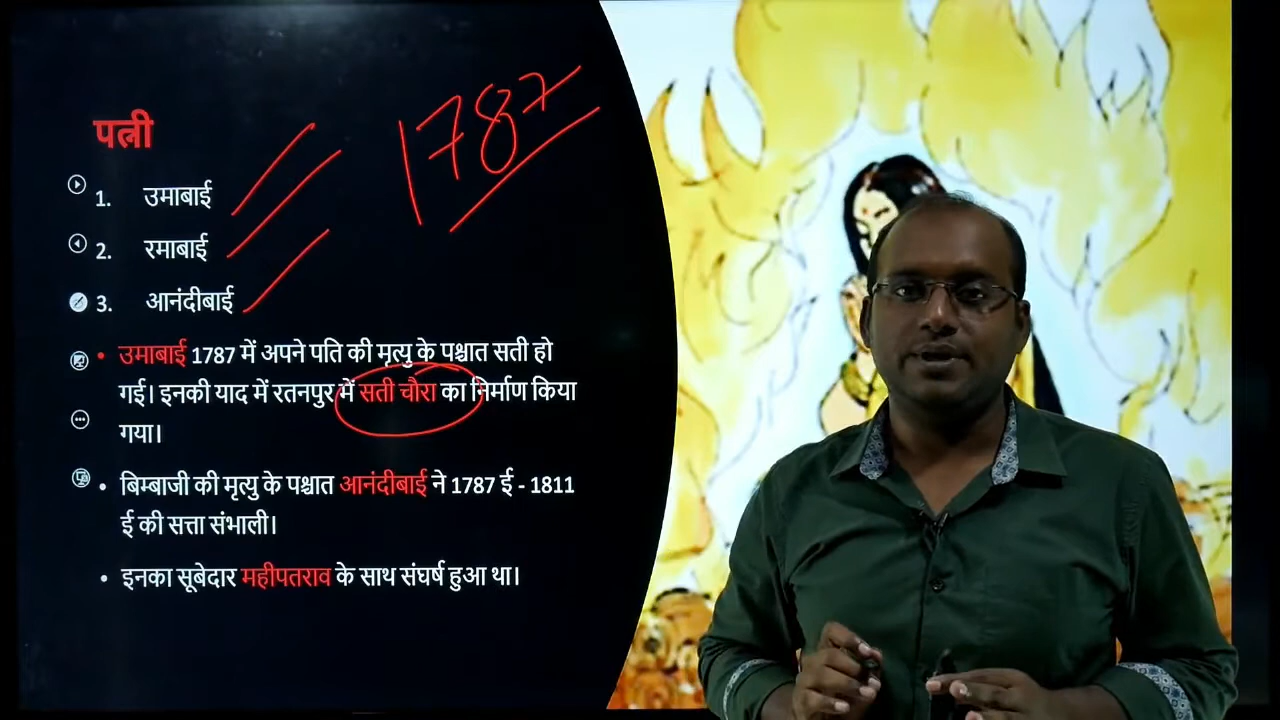 1787
पत्नी
1. उमाबाई
2. रमाबाई
3. आनंदीबाई
• उमाबाई 1787 में अपने पति की मृत्यु के पश्चात सती हो
गई। इनकी याद में रतनपुर में सती चौरा का निर्माण किया
गया।
• बिम्बाजी की मृत्यु के पश्चात आनंदीबाई ने 1787 ई - 1811
ई की सत्ता संभाली।
• इनका सूबेदार महीपतराव के साथ संघर्ष हुआ था।